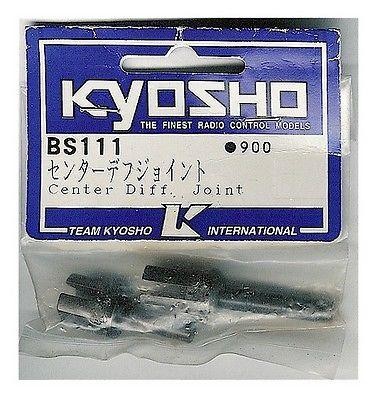 KYOSHO
THE FINEST RADIO CONTROL MODELS
BS111 ●900
センターデフジョイント
Center Diff. Joint
TEAM KYOSHO K INTERNATIONAL